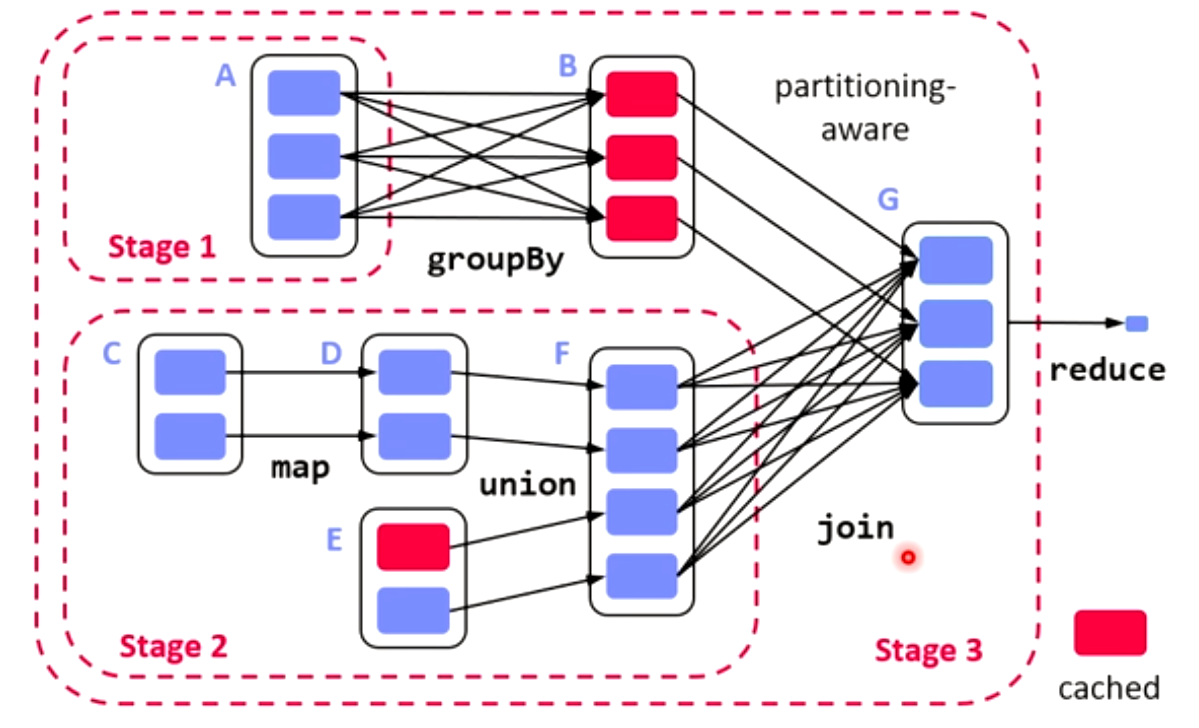 A
B
partitioning-
aware
G
Stage 1
groupBy
C
D
F
reduce
map
union
E
join
Stage 2
Stage 3
cached